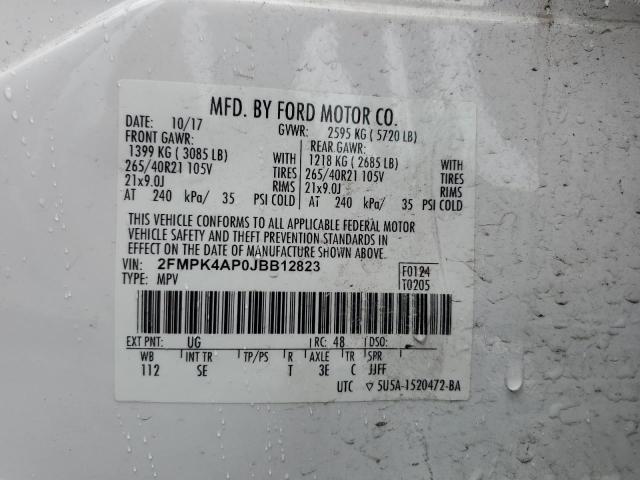 MFD. BY FORD MOTOR CO.
DATE: 10/17 GVWR: 2595 KG ( 5720 LB)
FRONT GAWR: REAR GAWR:
1399 KG ( 3085 LB) WITH 1218 KG ( 2685 LB) WITH
265/40R21 105V TIRES 265/40R21 105V TIRES
21x9.0J RIMS 21x9.0J RIMS
AT 240 kPa/ 35 PSI COLD AT 240 kPa/ 35 PSI COLD
THIS VEHICLE CONFORMS TO ALL APPLICABLE FEDERAL MOTOR
VEHICLE SAFETY AND THEFT PREVENTION STANDARDS IN
EFFECT ON THE DATE OF MANUFACTURE SHOWN ABOVE.
VIN: 2FMPK4AP0JBB12823 F0124
TYPE: MPV T0205
EXT PNT: UG RC: 48 DSO:
WB INT TR TP/PS R AXLE TR SPR
112 SE T 3E C JJFF
UTC ▽ 5U5A-1520472-BA